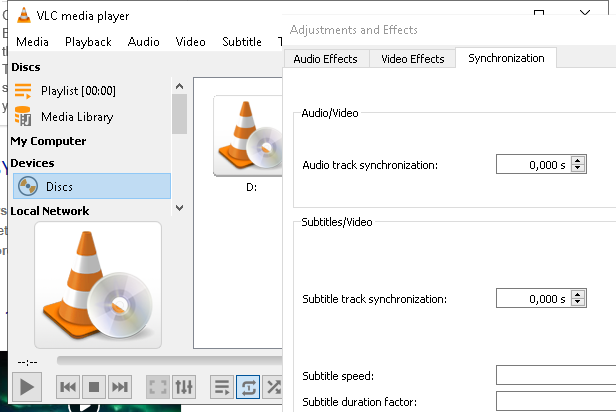 VLC media player
Media Playback Audio Video Subtitle
Adjustments and Effects
Audio Effects Video Effects Synchronization
Discs
Playlist [00:00]
Media Library
My Computer
Devices
Discs
Local Network
D:
Audio/Video
Audio track synchronization: 0,000 s
Subtitles/Video
Subtitle track synchronization: 0,000 s
Subtitle speed:
Subtitle duration factor:
--:--